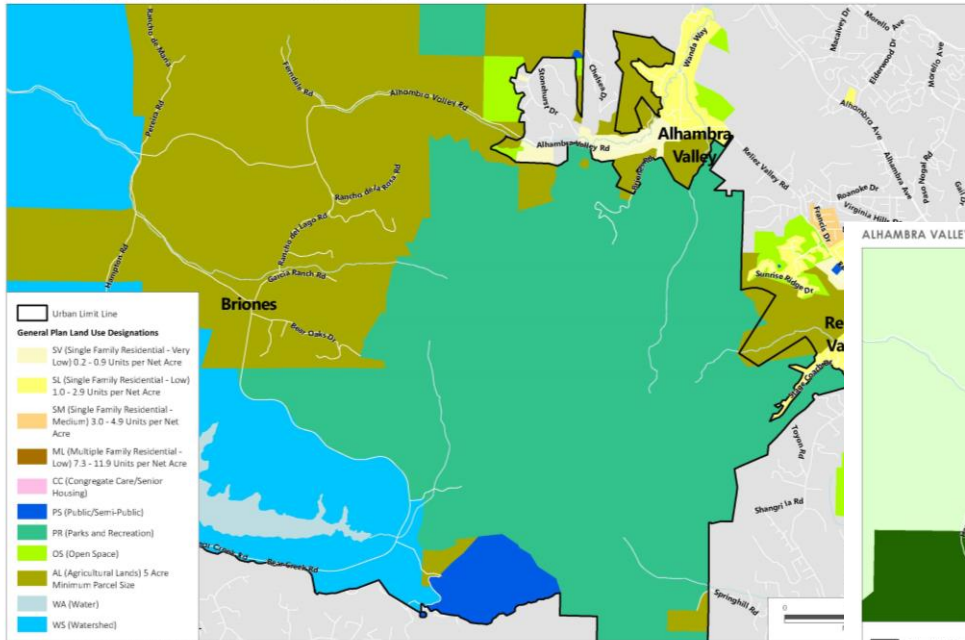 Rancho de Maria
Pereira Rd
Ferndale Dr
Alhambra Valley Rd
Stonehurst Dr
Chelsea Dr
Wanda Way
Macalvey Dr
Morello Ave
Elderwood Dr
Morello Ave
Alhambra Ave
Alhambra Ave
Alhambra Valley Rd
Alhambra
Valley
Reliez Valley Rd
Paso Nogal Rd
Roanoke Dr
Virginia Hills
Francis Dr
Rancho de la Rosa Rd
Rancho del Lago Rd
Garcia Ranch Rd
Hampton Rd
Briones
Bear Oaks
Sunrise Ridge Dr
Re
Va
Toyon Rd
Shangri la Rd
Springhill Rd
Bear Creek Rd
0
ALHAMBRA VALLEY
Urban Limit Line
General Plan Land Use Designations
SV (Single Family Residential - Very
Low) 0.2 - 0.9 Units per Net Acre
SL (Single Family Residential - Low)
1.0 - 2.9 Units per Net Acre
SM (Single Family Residential -
Medium) 3.0 - 4.9 Units per Net
Acre
ML (Multiple Family Residential -
Low) 7.3 - 11.9 Units per Net Acre
CC (Congregate Care/Senior
Housing)
PS (Public/Semi-Public)
PR (Parks and Recreation)
OS (Open Space)
AL (Agricultural Lands) 5 Acre
Minimum Parcel Size
WA (Water)
WS (Watershed)